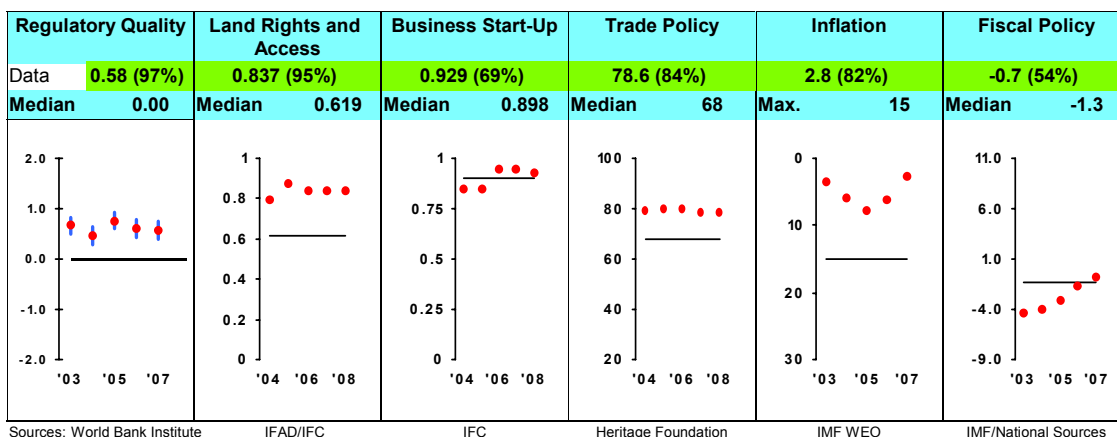 Regulatory Quality
Land Rights and Access
Business Start-Up
Trade Policy
Inflation
Fiscal Policy
Data 0.58 (97%)
0.837 (95%)
0.929 (69%)
78.6 (84%)
2.8 (82%)
-0.7 (54%)
Median 0.00
Median 0.619
Median 0.898
Median 68
Max. 15
Median -1.3
2.0
1.0
0.0
-1.0
-2.0
'03 '05 '07
1
0.8
0.6
0.4
0.2
0
'04 '06 '08
1
0.75
0.5
0.25
0
'04 '06 '08
100
80
60
40
20
'04 '06 '08
0
10
20
30
'03 '05 '07
11.0
6.0
1.0
-4.0
-9.0
'03 '05 '07
Sources: World Bank Institute
IFAD/IFC
IFC
Heritage Foundation
IMF WEO
IMF/National Sources